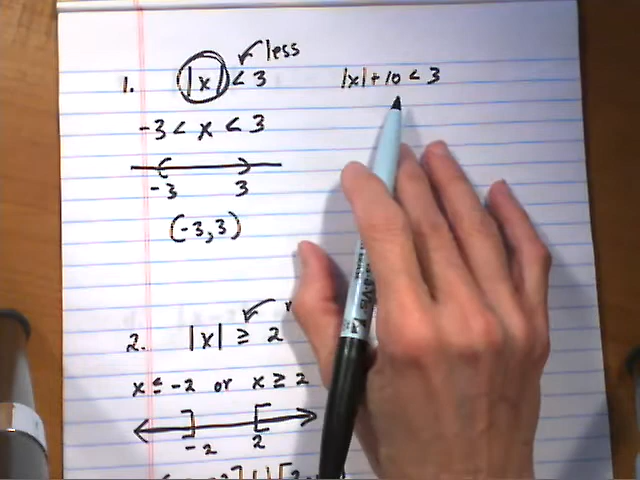 less
1. |x| < 3
|x| + 10 < 3
-3 < x < 3
-3 3
(-3, 3)
2. |x| ≥ 2
x ≤ -2 or x ≥ 2
-2 2